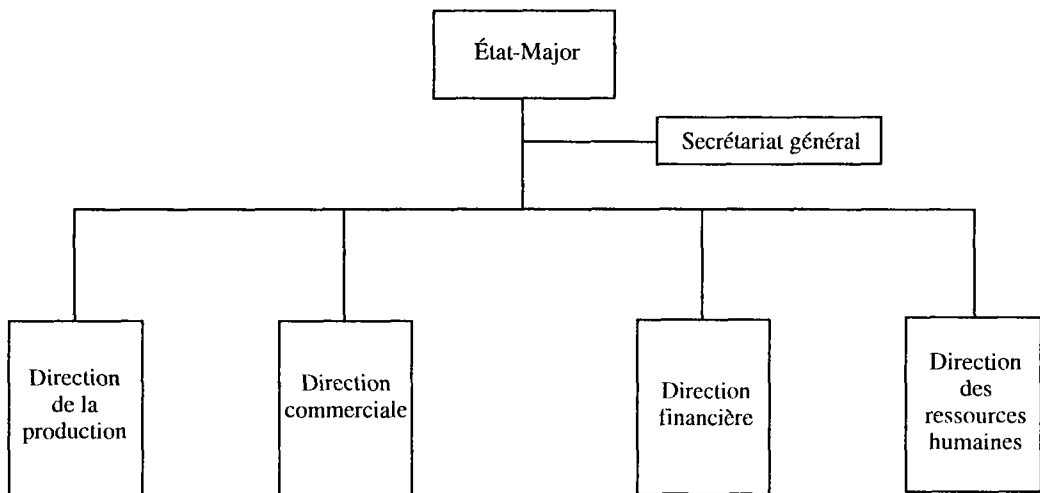 État-Major
Secrétariat général
Direction
de la
production
Direction
commerciale
Direction
financière
Direction
des
ressources
humaines